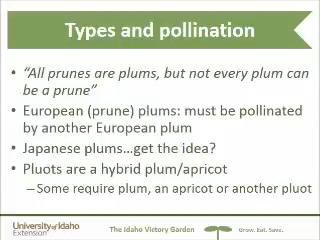 Types and pollination
• “All prunes are plums, but not every plum can
be a prune”
• European (prune) plums: must be pollinated
by another European plum
• Japanese plums…get the idea?
• Pluots are a hybrid plum/apricot
– Some require plum, an apricot or another pluot
University of Idaho
Extension
The Idaho Victory Garden
Grow. Eat. Save.